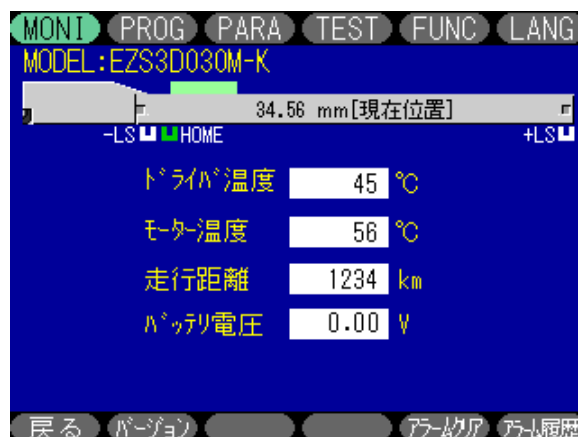 MONI PROG PARA TEST FUNC LANG
MODEL:EZS3D030M-K
34.56 mm[現在位置]
-LS HOME +LS
ﾄﾞﾗｲﾊﾞ温度 45 ℃
ﾓｰﾀｰ温度 56 ℃
走行距離 1234 km
ﾊﾞｯﾃﾘ電圧 0.00 V
戻る ﾊﾞｰｼﾞｮﾝ ｱﾗｰﾑｸﾘｱ ｱﾗｰﾑ履歴